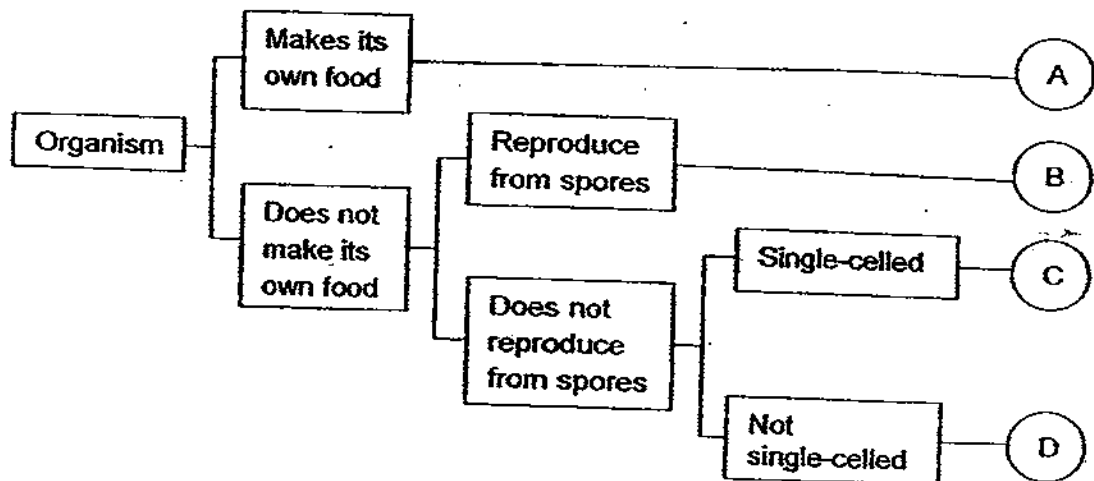 Makes its
own food
A
Organism
Reproduce
from spores
B
Does not
make its
own food
Single-celled
C
Does not
reproduce
from spores
Not
single-celled
D